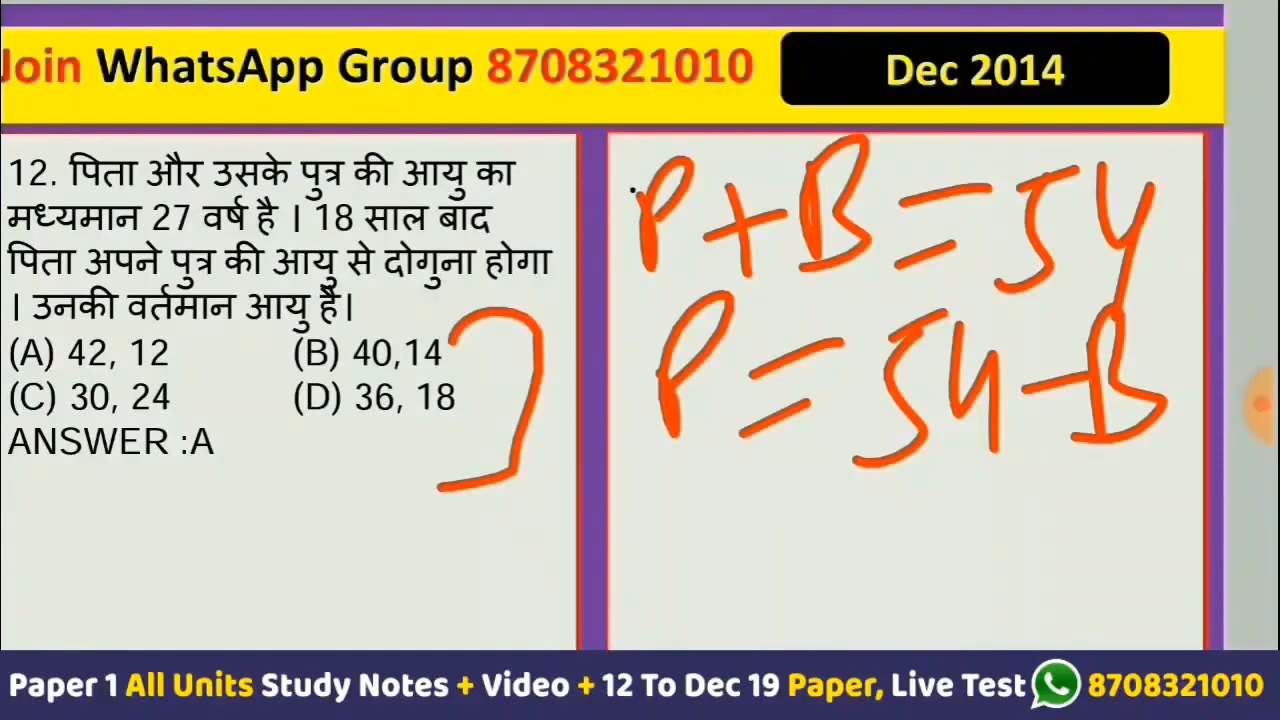 Join WhatsApp Group 8708321010
Dec 2014
12. पिता और उसके पुत्र की आयु का
मध्यमान 27 वर्ष है । 18 साल बाद
पिता अपने पुत्र की आयु से दोगुना होगा
। उनकी वर्तमान आयु है।
(A) 42, 12 (B) 40,14
(C) 30, 24 (D) 36, 18
ANSWER :A
P+B=54
P=54-B
Paper 1 All Units Study Notes + Video + 12 To Dec 19 Paper, Live Test 8708321010